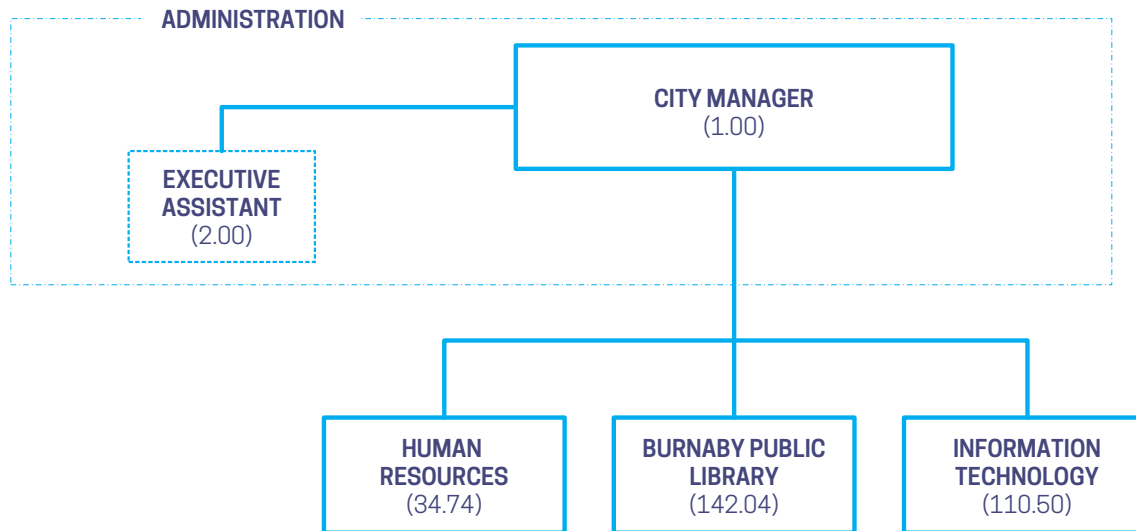 ADMINISTRATION
CITY MANAGER
(1.00)
EXECUTIVE
ASSISTANT
(2.00)
HUMAN
RESOURCES
(34.74)
BURNABY PUBLIC
LIBRARY
(142.04)
INFORMATION
TECHNOLOGY
(110.50)